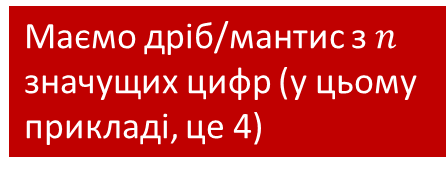 Маємо дріб/мантис з n
значущих цифр (у цьому
прикладі, це 4)